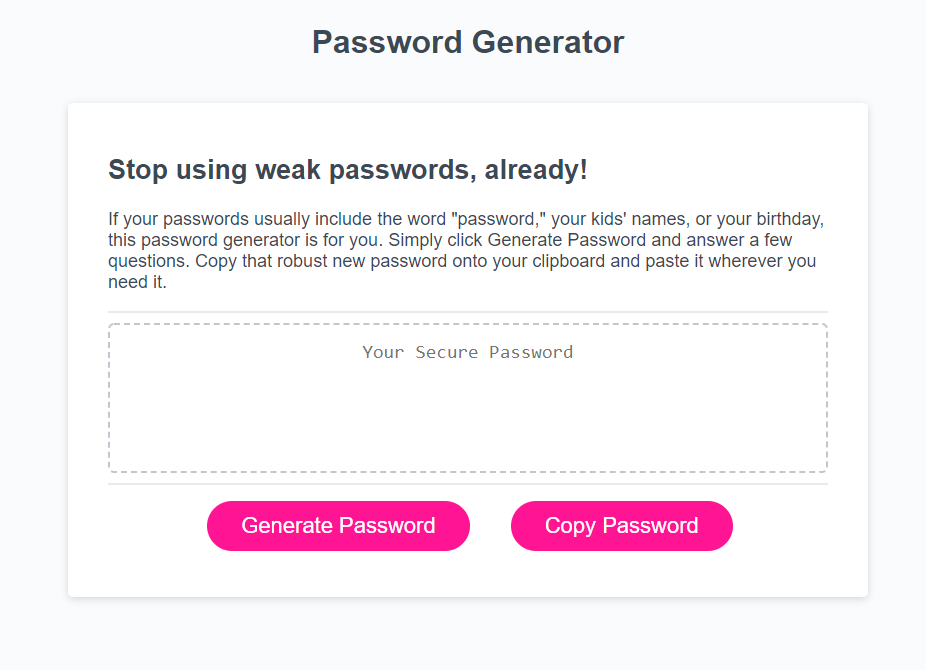 Password Generator
Stop using weak passwords, already!
If your passwords usually include the word "password," your kids' names, or your birthday,
this password generator is for you. Simply click Generate Password and answer a few
questions. Copy that robust new password onto your clipboard and paste it wherever you
need it.
Your Secure Password
Generate Password
Copy Password